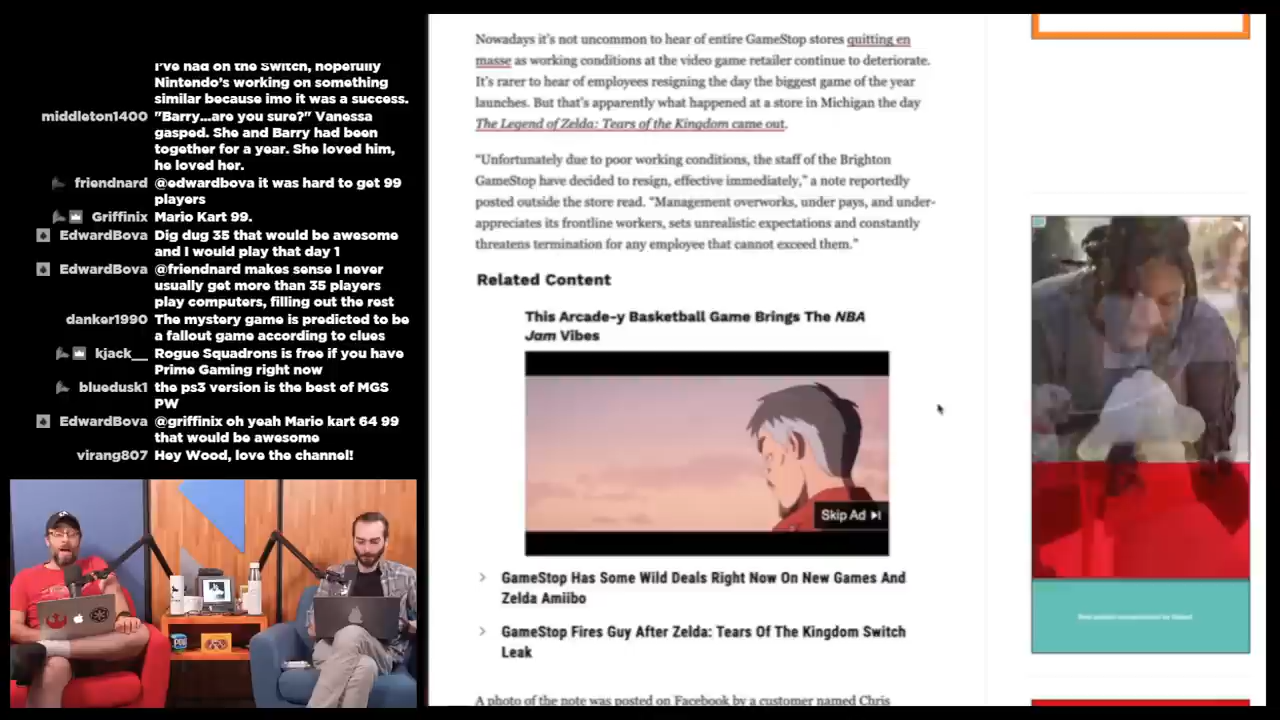 I've had on the Switch, hopefully
Nintendo's working on something
similar because imo it was a success.
middleton1400 "Barry...are you sure?" Vanessa
gasped. She and Barry had been
together for a year. She loved him,
he loved her.
friendnard @edwardbova it was hard to get 99
players
Griffinix Mario Kart 99.
EdwardBova Dig dug 35 that would be awesome
and I would play that day 1
EdwardBova @friendnard makes sense I never
usually get more than 35 players
play computers, filling out the rest
danker1990 The mystery game is predicted to be
a fallout game according to clues
kjack__ Rogue Squadrons is free if you have
Prime Gaming right now
bluedusk1 the ps3 version is the best of MGS
PW
EdwardBova @griffinix oh yeah Mario kart 64 99
that would be awesome
virang807 Hey Wood, love the channel!
Nowadays it's not uncommon to hear of entire GameStop stores quitting en
masse as working conditions at the video game retailer continue to deteriorate.
It's rarer to hear of employees resigning the day the biggest game of the year
launches. But that's apparently what happened at a store in Michigan the day
The Legend of Zelda: Tears of the Kingdom came out.
"Unfortunately due to poor working conditions, the staff of the Brighton
GameStop have decided to resign, effective immediately," a note reportedly
posted outside the store read. "Management overworks, under pays, and under-
appreciates its frontline workers, sets unrealistic expectations and constantly
threatens termination for any employee that cannot exceed them."
Related Content
This Arcade-y Basketball Game Brings The NBA
Jam Vibes
Skip Ad
GameStop Has Some Wild Deals Right Now On New Games And
Zelda Amiibo
GameStop Fires Guy After Zelda: Tears Of The Kingdom Switch
Leak
A photo of the note was posted on Facebook by a customer named Chris